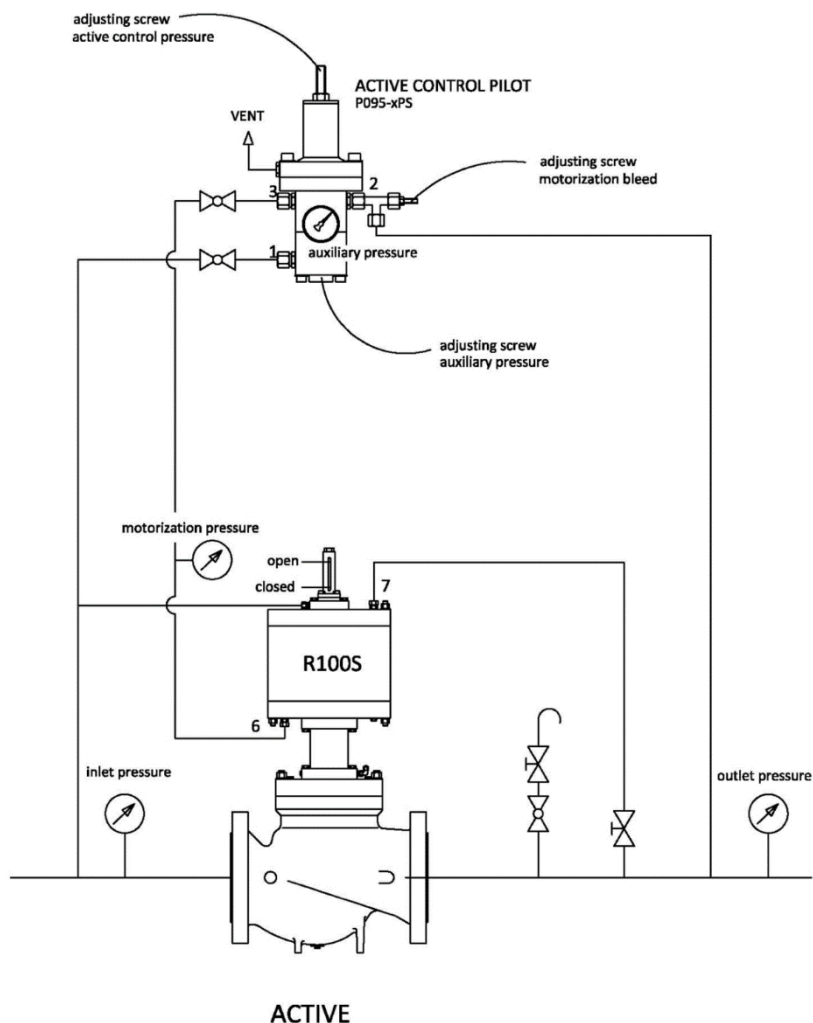 adjusting screw
active control pressure
ACTIVE CONTROL PILOT
P095-xPS
VENT
3
2
adjusting screw
motorization bleed
1
auxiliary pressure
adjusting screw
auxiliary pressure
motorization pressure
open
closed
7
R100S
6
inlet pressure
outlet pressure
ACTIVE